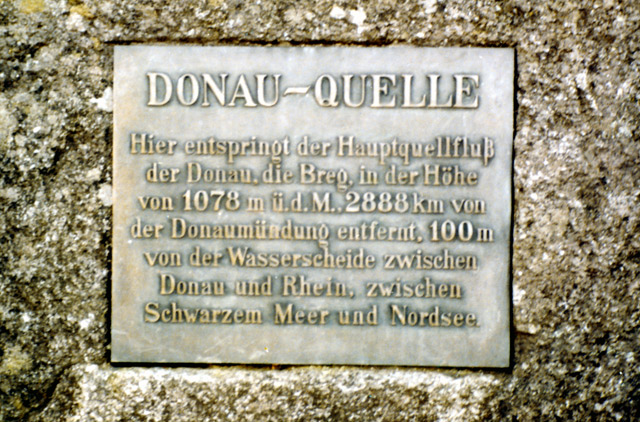 DONAU-QUELLE
Hier entspringt der Hauptquellfluß
der Donau, die Breg, in der Höhe
von 1078 m ü.d.M., 2888 km von
der Donaumündung entfernt, 100 m
von der Wasserscheide zwischen
Donau und Rhein, zwischen
Schwarzem Meer und Nordsee.